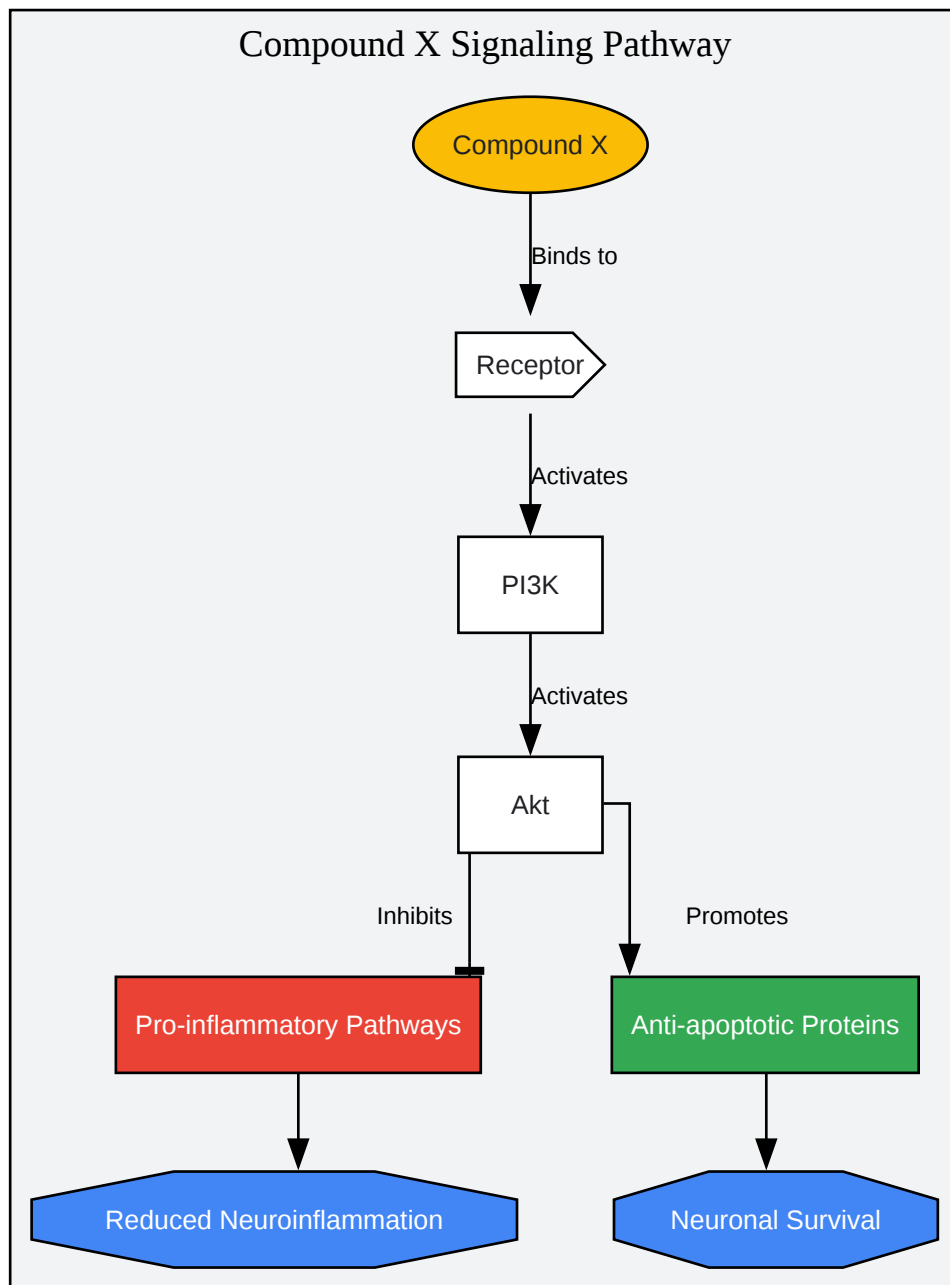 Compound X Signaling Pathway
Compound X
Binds to
Receptor
Activates
PI3K
Activates
Akt
Inhibits
Promotes
Pro-inflammatory Pathways
Anti-apoptotic Proteins
Reduced Neuroinflammation
Neuronal Survival